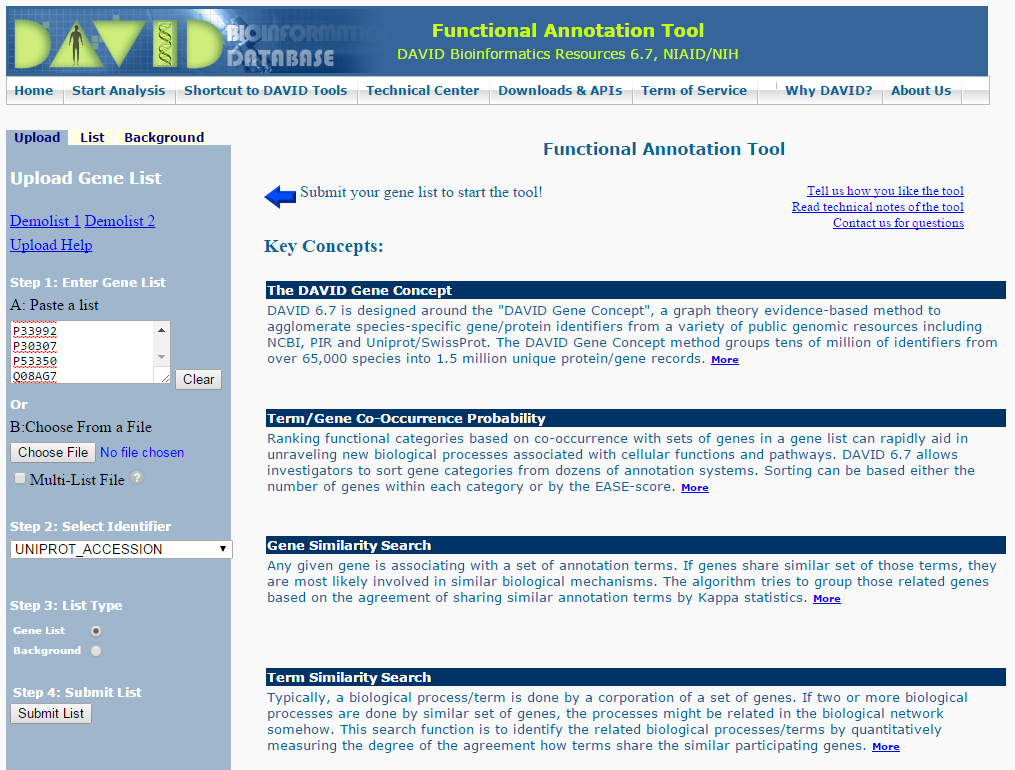 DAVID BIOINFORMATICS
DATABASE
Functional Annotation Tool
DAVID Bioinformatics Resources 6.7, NIAID/NIH
Home Start Analysis Shortcut to DAVID Tools Technical Center Downloads & APIs Term of Service Why DAVID? About Us
Upload List Background
Upload Gene List
Demolist 1 Demolist 2
Upload Help
Step 1: Enter Gene List
A: Paste a list
P33992
P30307
P53350
Q08AG7
Clear
Or
B:Choose From a File
Choose File No file chosen
Multi-List File ?
Step 2: Select Identifier
UNIPROT_ACCESSION
Step 3: List Type
Gene List
Background
Step 4: Submit List
Submit List
Functional Annotation Tool
Submit your gene list to start the tool!
Tell us how you like the tool
Read technical notes of the tool
Contact us for questions
Key Concepts:
The DAVID Gene Concept
DAVID 6.7 is designed around the "DAVID Gene Concept", a graph theory evidence-based method to
agglomerate species-specific gene/protein identifiers from a variety of public genomic resources including
NCBI, PIR and Uniprot/SwissProt. The DAVID Gene Concept method groups tens of million of identifiers from
over 65,000 species into 1.5 million unique protein/gene records. More
Term/Gene Co-Occurrence Probability
Ranking functional categories based on co-occurrence with sets of genes in a gene list can rapidly aid in
unraveling new biological processes associated with cellular functions and pathways. DAVID 6.7 allows
investigators to sort gene categories from dozens of annotation systems. Sorting can be based either the
number of genes within each category or by the EASE-score. More
Gene Similarity Search
Any given gene is associating with a set of annotation terms. If genes share similar set of those terms, they
are most likely involved in similar biological mechanisms. The algorithm tries to group those related genes
based on the agreement of sharing similar annotation terms by Kappa statistics. More
Term Similarity Search
Typically, a biological process/term is done by a corporation of a set of genes. If two or more biological
processes are done by similar set of genes, the processes might be related in the biological network
somehow. This search function is to identify the related biological processes/terms by quantitatively
measuring the degree of the agreement how terms share the similar participating genes. More